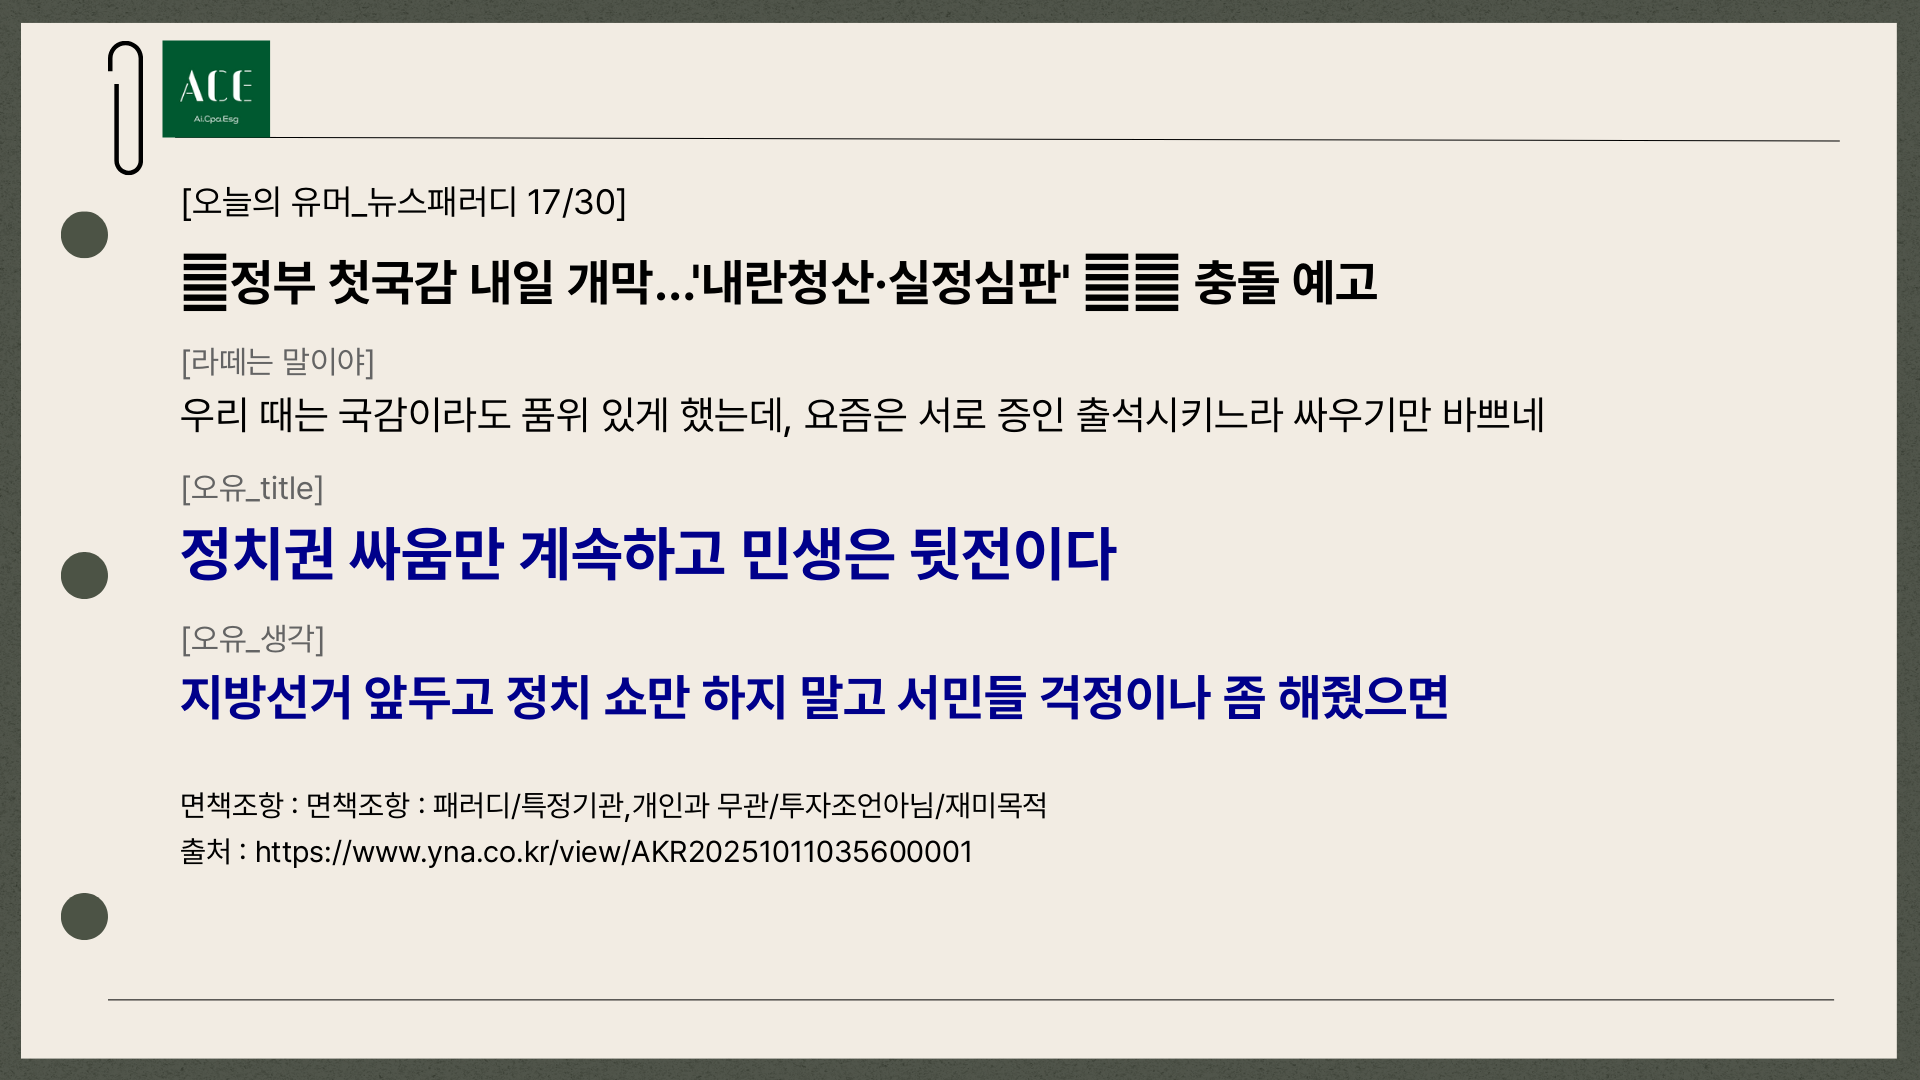 ACE
Ai.Cpa.Esg
[오늘의 유머_뉴스패러디 17/30]
䷁정부 첫국감 내일 개막...'내란청산·실정심판' ䷁䷁ 충돌 예고
[라떼는 말이야]
우리 때는 국감이라도 품위 있게 했는데, 요즘은 서로 증인 출석시키느라 싸우기만 바쁘네
[오유_title]
정치권 싸움만 계속하고 민생은 뒷전이다
[오유_생각]
지방선거 앞두고 정치 쇼만 하지 말고 서민들 걱정이나 좀 해줬으면
면책조항 : 면책조항 : 패러디/특정기관,개인과 무관/투자조언아님/재미목적
출처 : https://www.yna.co.kr/view/AKR20251011035600001